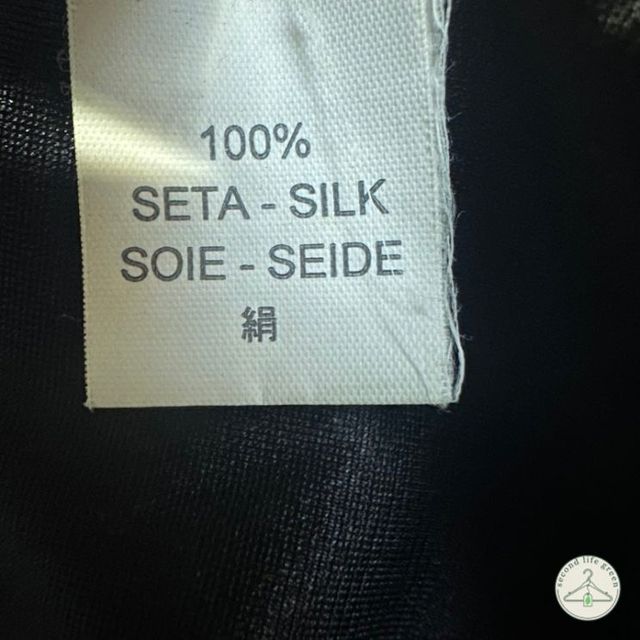 100%
SETA - SILK
SOIE - SEIDE
絹
second life green